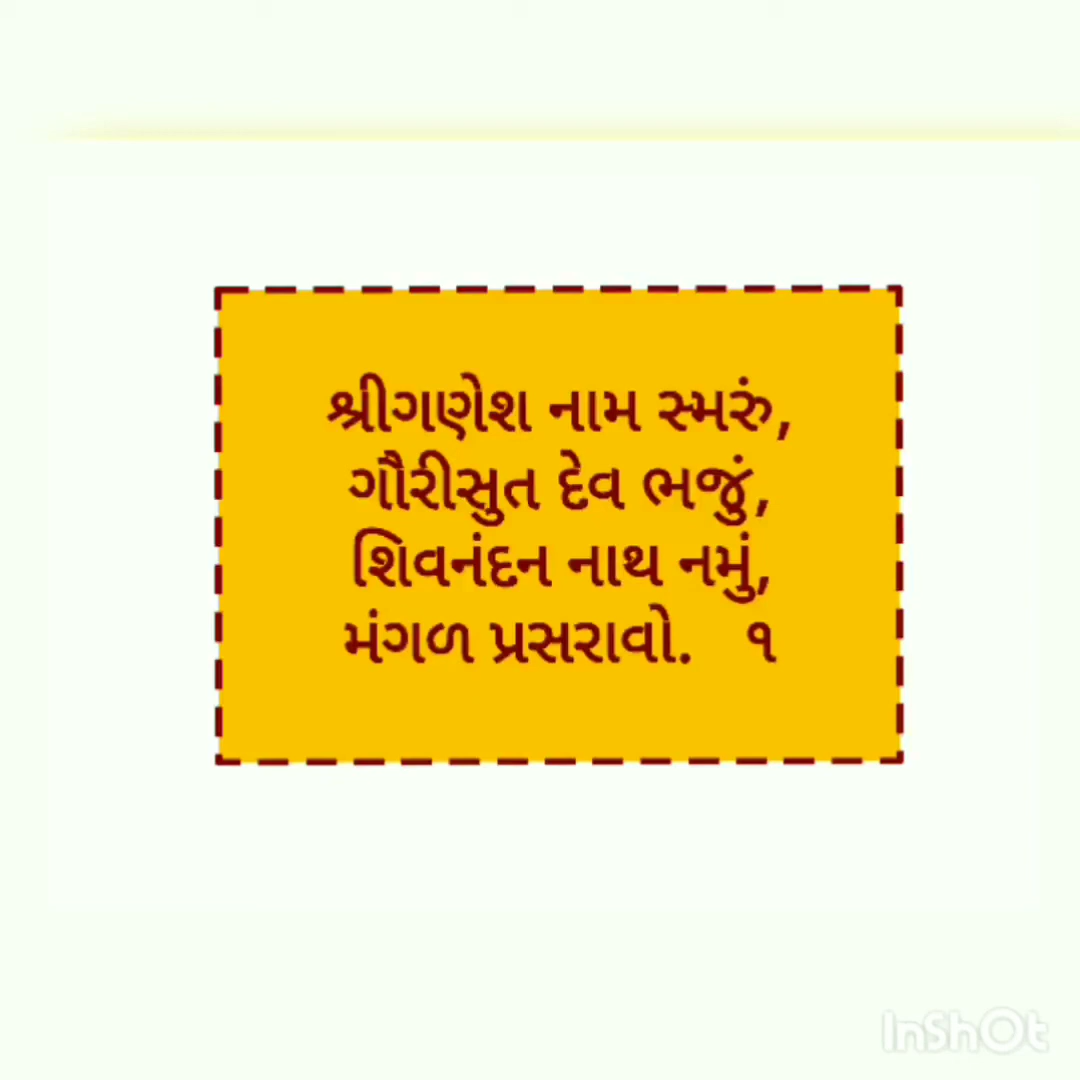 શ્રીગણેશ નામ સ્મરું,
ગૌરીસુત દેવ ભજું,
શિવનંદન નાથ નમું,
મંગળ પ્રસરાવો. ૧
InShOt